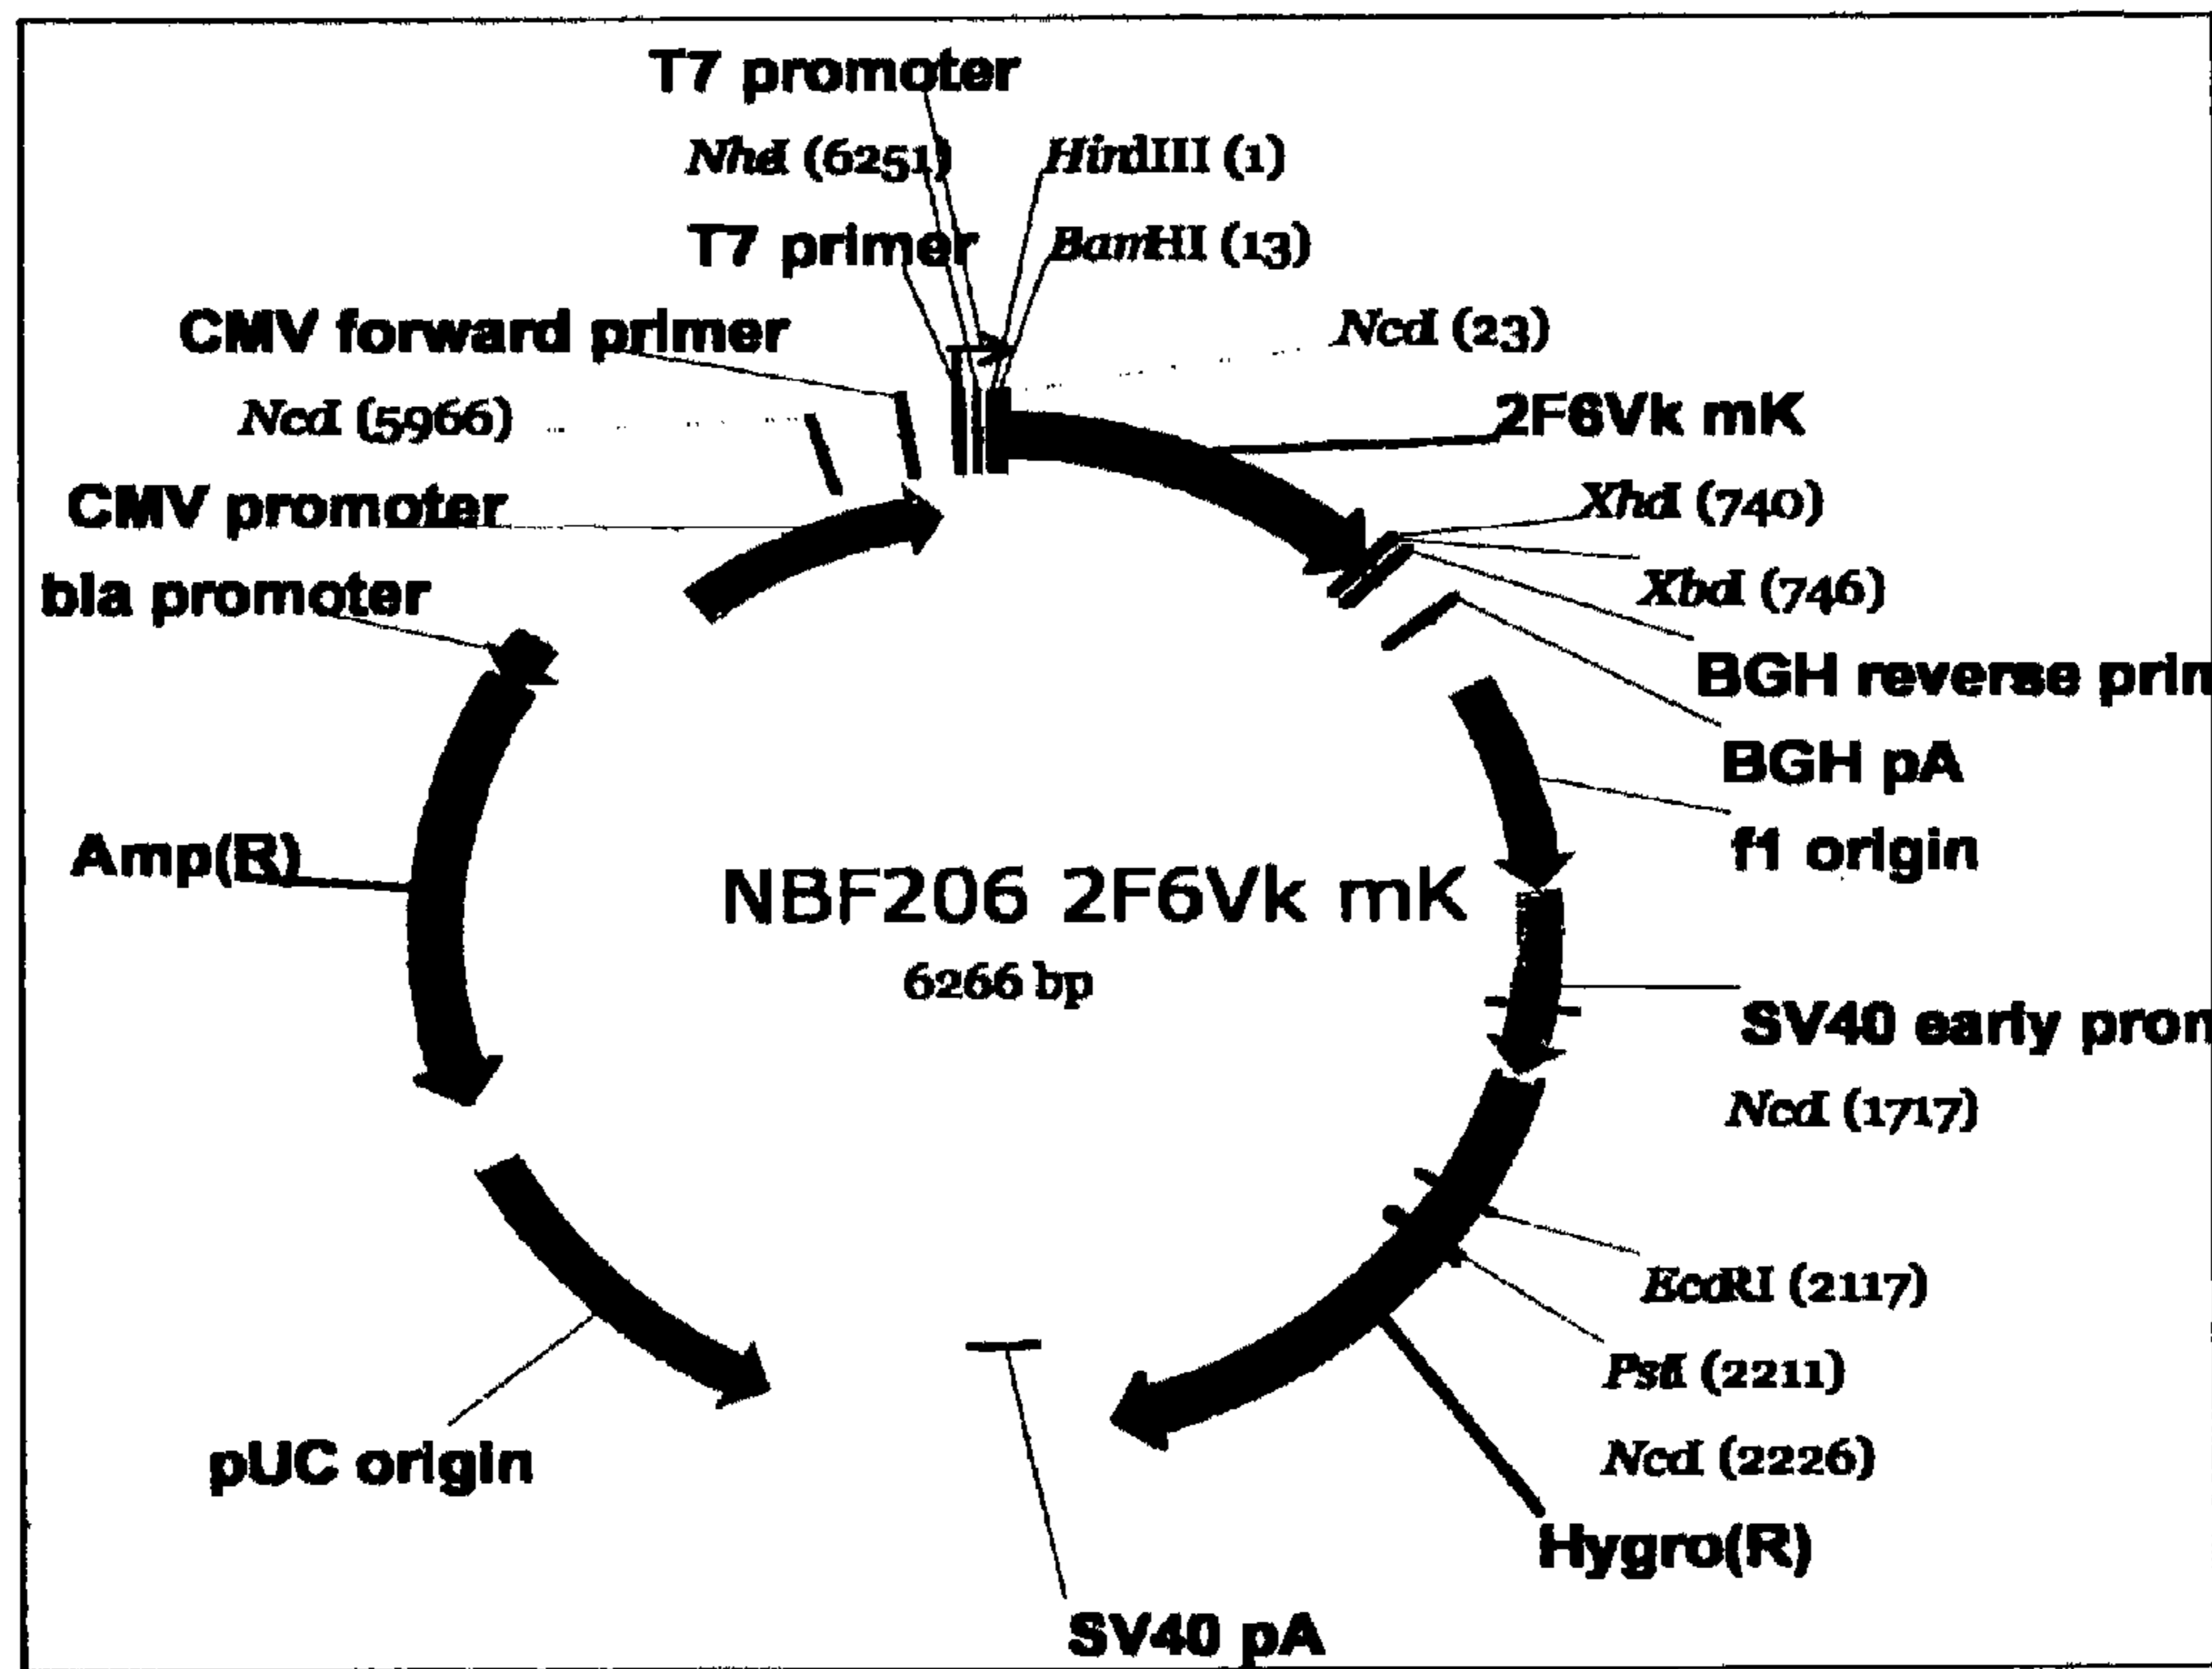 T7 promoter
NheI (6251)
HindIII (1)
T7 primer
BamHI (13)
CMV forward primer
NcoI (23)
NcoI (5966)
2F6Vk mK
CMV promoter
XhoI (740)
bla promoter
XbaI (746)
BGH reverse prim
BGH pA
Amp(R)
f1 origin
NBF206 2F6Vk mK
6266 bp
SV40 early prom
NcoI (1717)
EcoRI (2117)
PstI (2211)
pUC origin
NcoI (2226)
Hygro(R)
SV40 pA